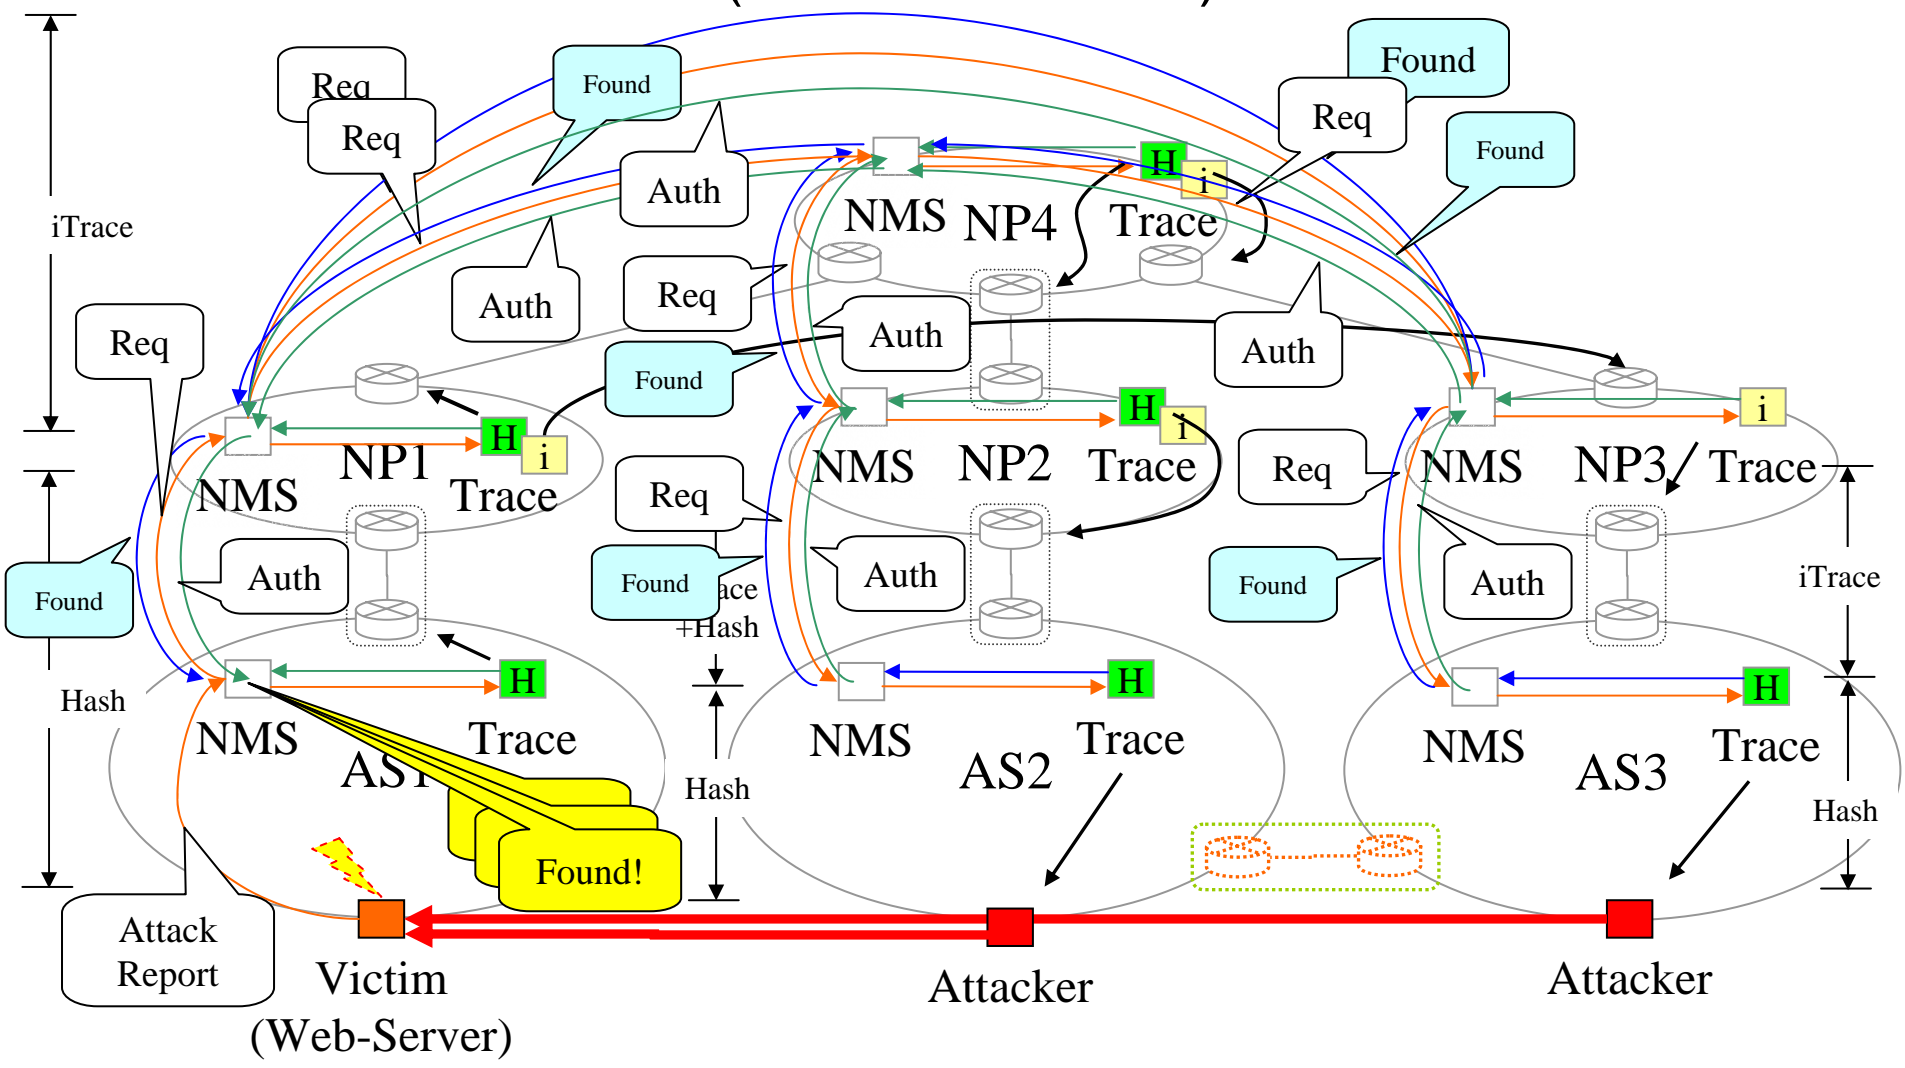 Req
Req
Found
Found
Req
Found
Auth
H
i
NMS
NP4
Trace
iTrace
Auth
Req
Auth
Auth
Req
Found
H
i
NMS
NP1
Trace
H
i
NMS
NP2
Trace
i
NMS
NP3
Trace
Req
Req
Found
Auth
Found
ace
+Hash
Auth
Found
Auth
iTrace
Hash
H
NMS
Trace
AS1
H
NMS
Trace
AS2
H
NMS
Trace
AS3
Hash
Hash
Found!
Attack
Report
Victim
(Web-Server)
Attacker
Attacker